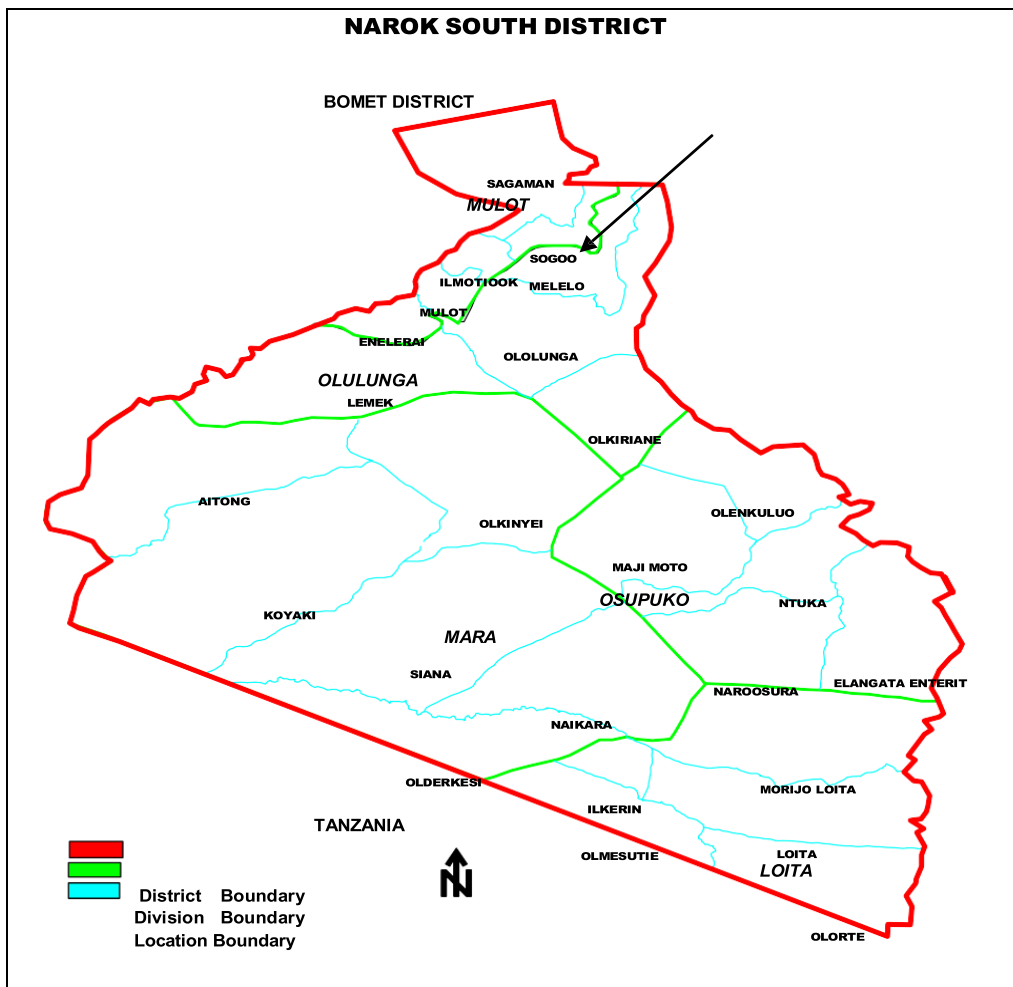 NAROK SOUTH DISTRICT
BOMET DISTRICT
SAGAMAN
MULOT
SOGOO
ILMOTIOOK
MELELO
MULOT
ENELERAI
OLOLUNGA
OLULUNGA
LEMEK
OLKIRIANE
AITONG
OLKINYEI
OLENKULUO
MAJI MOTO
OSUPUKO
NTUKA
KOYAKI
MARA
SIANA
ELANGATA ENTERIT
NAROOSURA
NAIKARA
OLDERKESI
MORIJO LOITA
ILKERIN
TANZANIA
OLMESUTIE
LOITA
LOITA
N
District Boundary
Division Boundary
Location Boundary
OLORTE